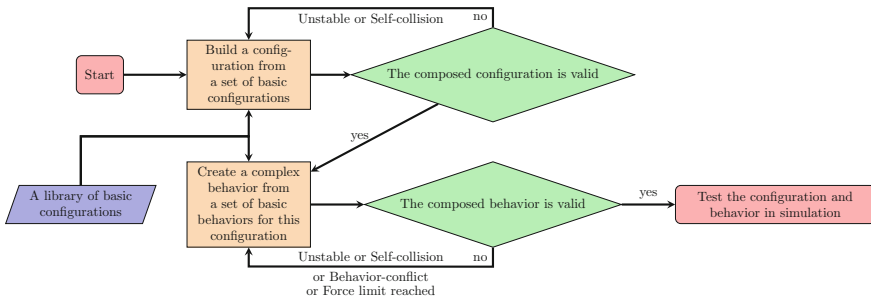 Unstable or Self-collision
no
Start
Build a config-
uration from
a set of basic
configurations
The composed configuration is valid
yes
A library of basic
configurations
Create a complex
behavior from
a set of basic
behaviors for this
configuration
The composed behavior is valid
yes
Test the configuration and
behavior in simulation
Unstable or Self-collision
no
or Behavior-conflict
or Force limit reached